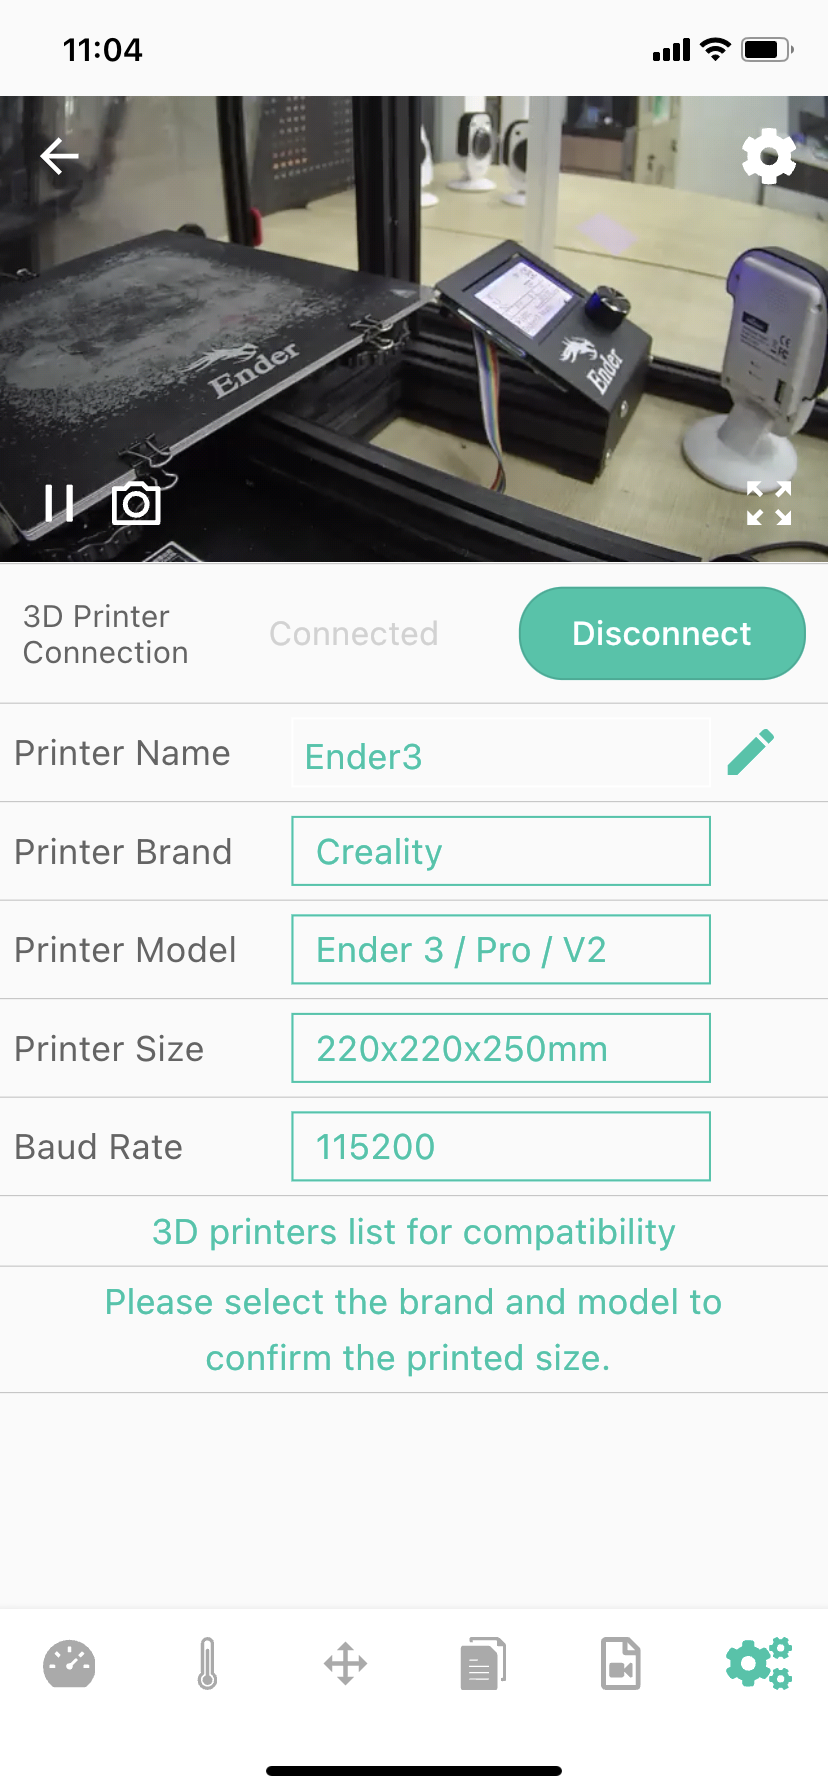 11:04
Ender
Ender
3D Printer
Connection
Connected
Disconnect
Printer Name
Ender3
Printer Brand
Creality
Printer Model
Ender 3 / Pro / V2
Printer Size
220x220x250mm
Baud Rate
115200
3D printers list for compatibility
Please select the brand and model to
confirm the printed size.